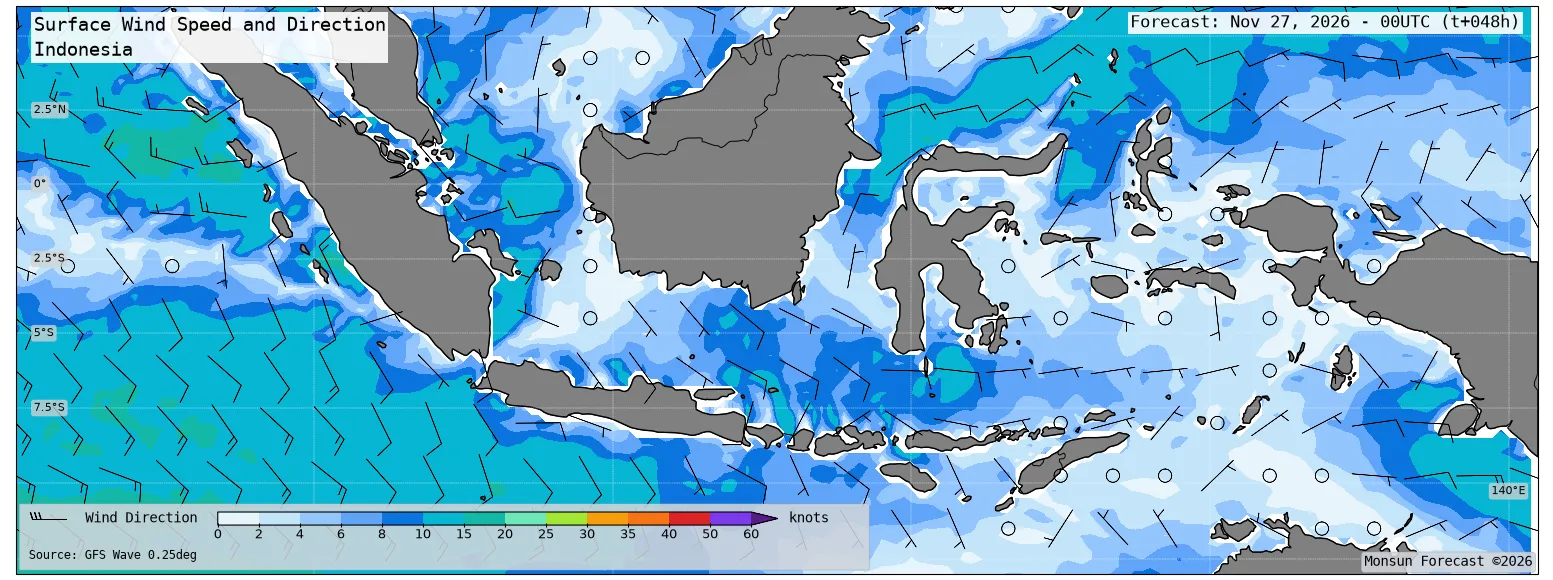 Surface Wind Speed and Direction
Indonesia
Forecast: Nov 27, 2026 - 00UTC (t+048h)
2.5°N
0°
2.5°S
5°S
7.5°S
140°E
Wind Direction
0 2 4 6 8 10 15 20 25 30 35 40 50 60
knots
Source: GFS Wave 0.25deg
Monsun Forecast ©2026